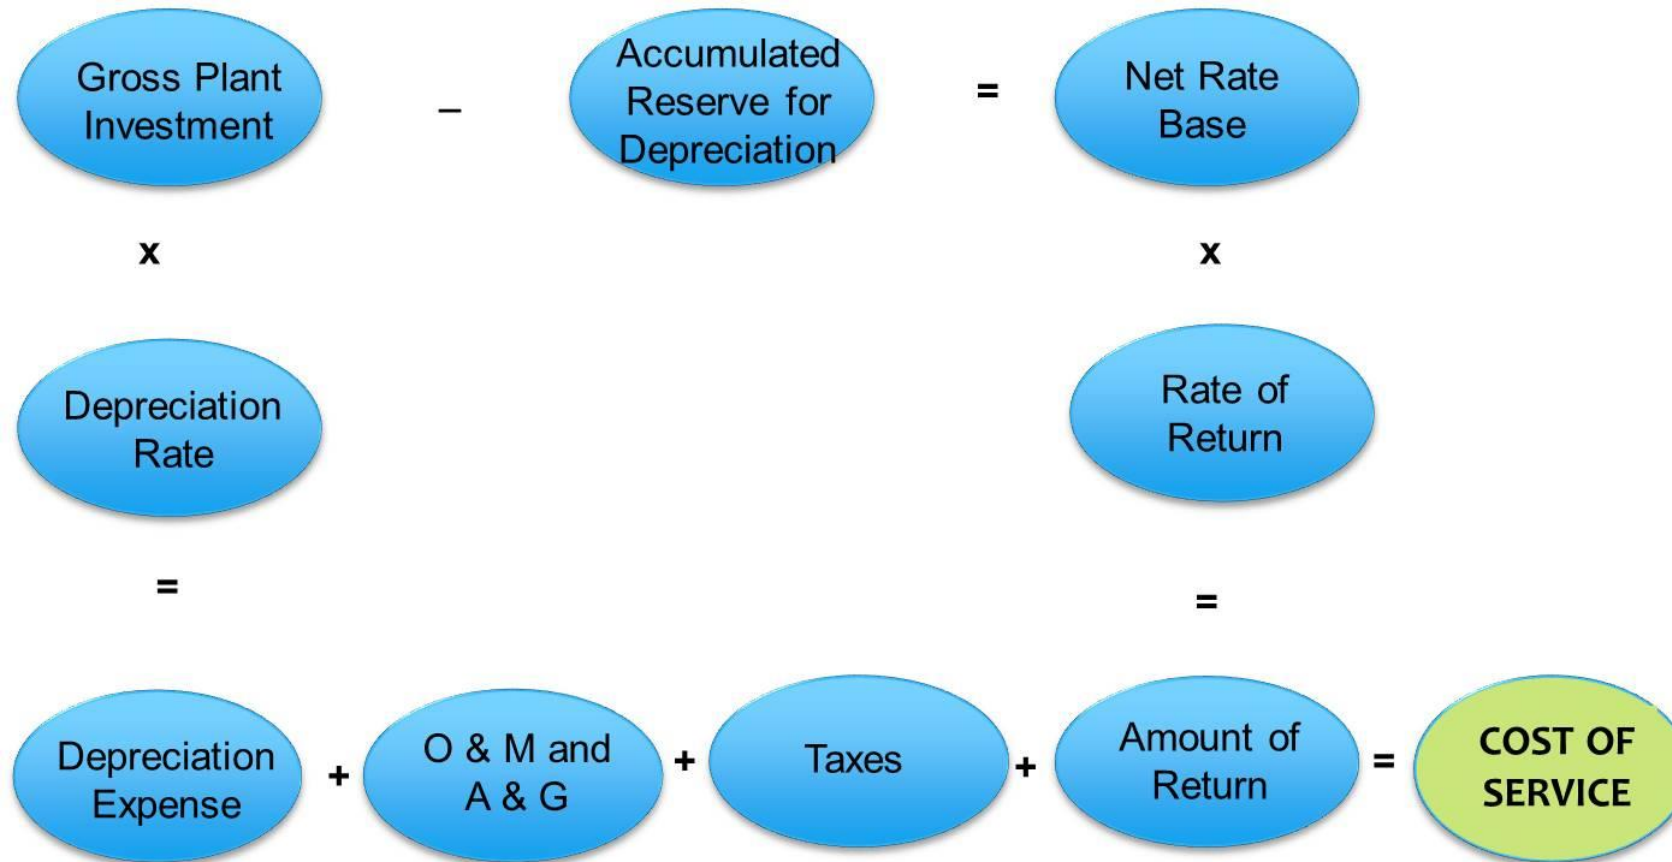 Gross Plant
Investment
–
Accumulated
Reserve for
Depreciation
=
Net Rate
Base
x
x
Depreciation
Rate
Rate of
Return
=
=
Depreciation
Expense
+
O & M and
A & G
+
Taxes
+
Amount of
Return
=
COST OF
SERVICE